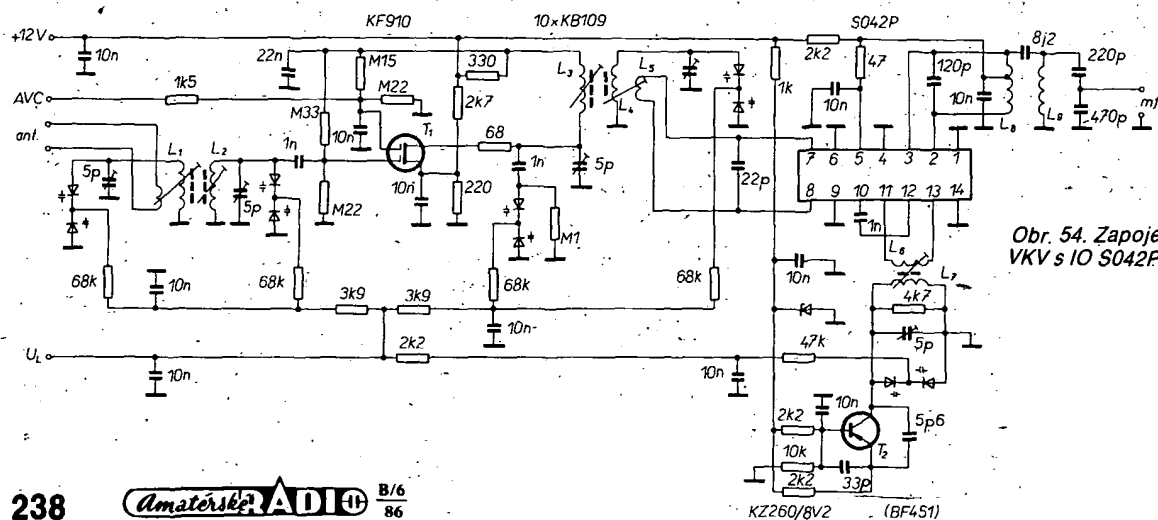 KF910 10xKB109 S042P
+12V 10n 22n M15 330 2k2 8j2 220p
L3 L5 1k 47 120p
AVC 1k5 M22 2k7 L4 10n 10n 470p mf
M33 10n T1 68 L8 L9
ant. L1 L2 1n 1n 5p 22p
7 6 5 4 3 2 1
8 9 10 11 12 13 14
5p 5p M22 10n 220 M1 1n
L6 L7
Obr. 54. Zapoje
VKV s IO S042P
68k 10n 68k 68k 68k 10n 4k7
3k9 3k9 10n 5p
UL 10n 2k2 10n 47k
2k2 10n 5p6
10k 33p T2
2k2
KZ260/8V2 (BF451)
238 Amatérské RADIO B/6
86